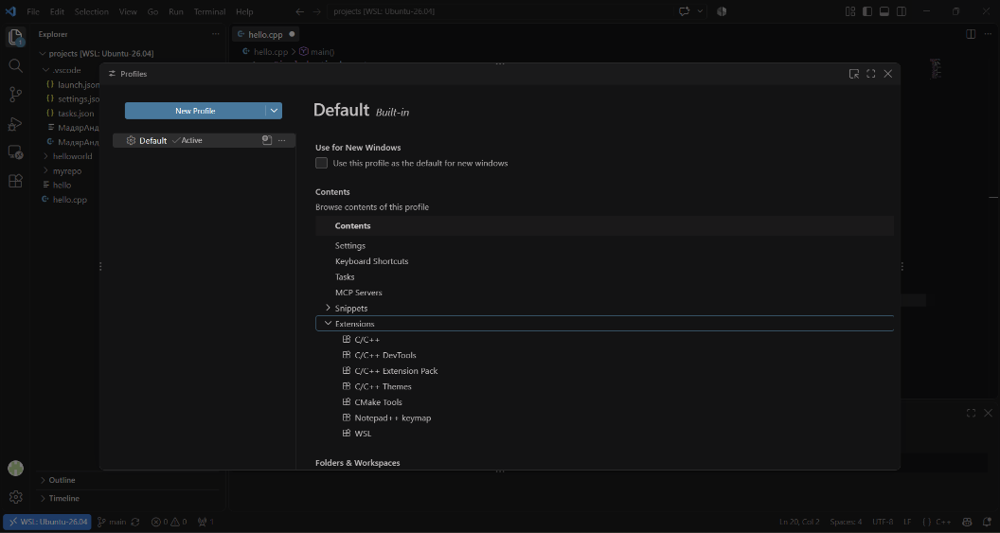 File Edit Selection View Go Run Terminal Help
projects [WSL: Ubuntu-26.04]
Explorer
hello.cpp
projects [WSL: Ubuntu-26.04]
hello.cpp > main()
.vscode
launch.json
settings.jso
tasks.json
МадярАнд
МадярАнд
helloworld
myrepo
hello
hello.cpp
Profiles
New Profile
Default Active
Default Built-in
Use for New Windows
Use this profile as the default for new windows
Contents
Browse contents of this profile
Contents
Settings
Keyboard Shortcuts
Tasks
MCP Servers
Snippets
Extensions
C/C++
C/C++ DevTools
C/C++ Extension Pack
C/C++ Themes
CMake Tools
Notepad++ keymap
WSL
Folders & Workspaces
Outline
Timeline
WSL: Ubuntu-26.04 main 0 0 1 Ln 20, Col 2 Spaces: 4 UTF-8 LF {} C++